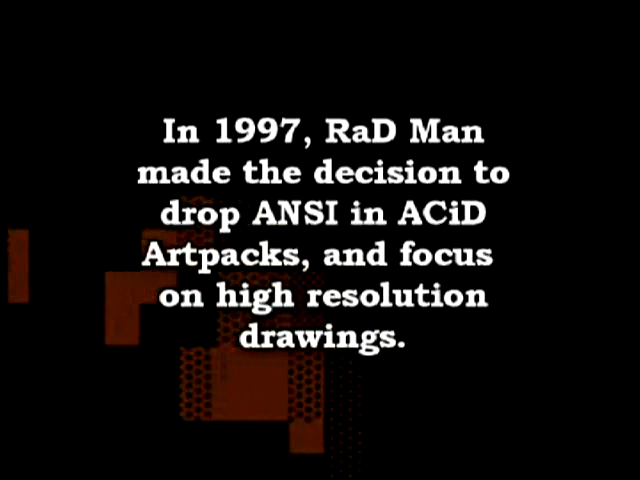 In 1997, RaD Man
made the decision to
drop ANSI in ACiD
Artpacks, and focus
on high resolution
drawings.